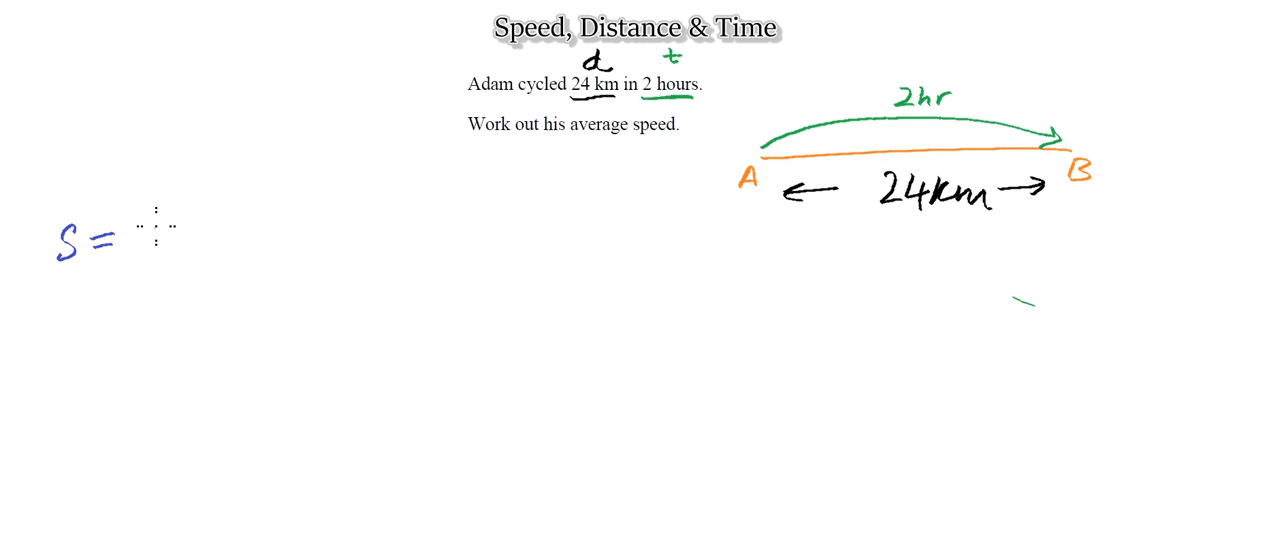 Speed, Distance & Time
d t
Adam cycled 24 km in 2 hours.
Work out his average speed.
2hr
A B
24km
S =